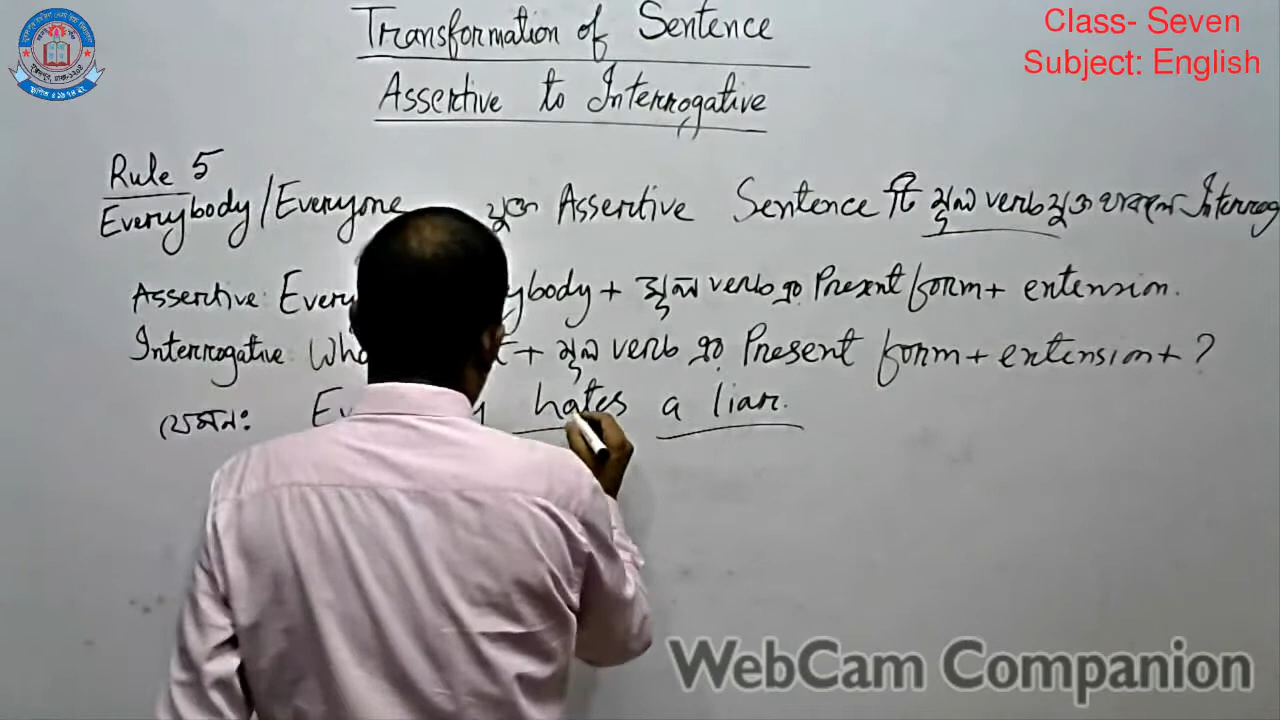 Class- Seven
Subject: English
Transformation of Sentence
Assertive to Interrogative
Rule 5
Everybody/Everyone যুক্ত Assertive Sentence টি মূল verb যুক্ত থাকলে Interrog
Assertive: Every ybody + মূল verb এর Present form + extension.
Interrogative: Who + মূল verb এর Present form + extension + ?
যেমন: hates a liar.
WebCam Companion